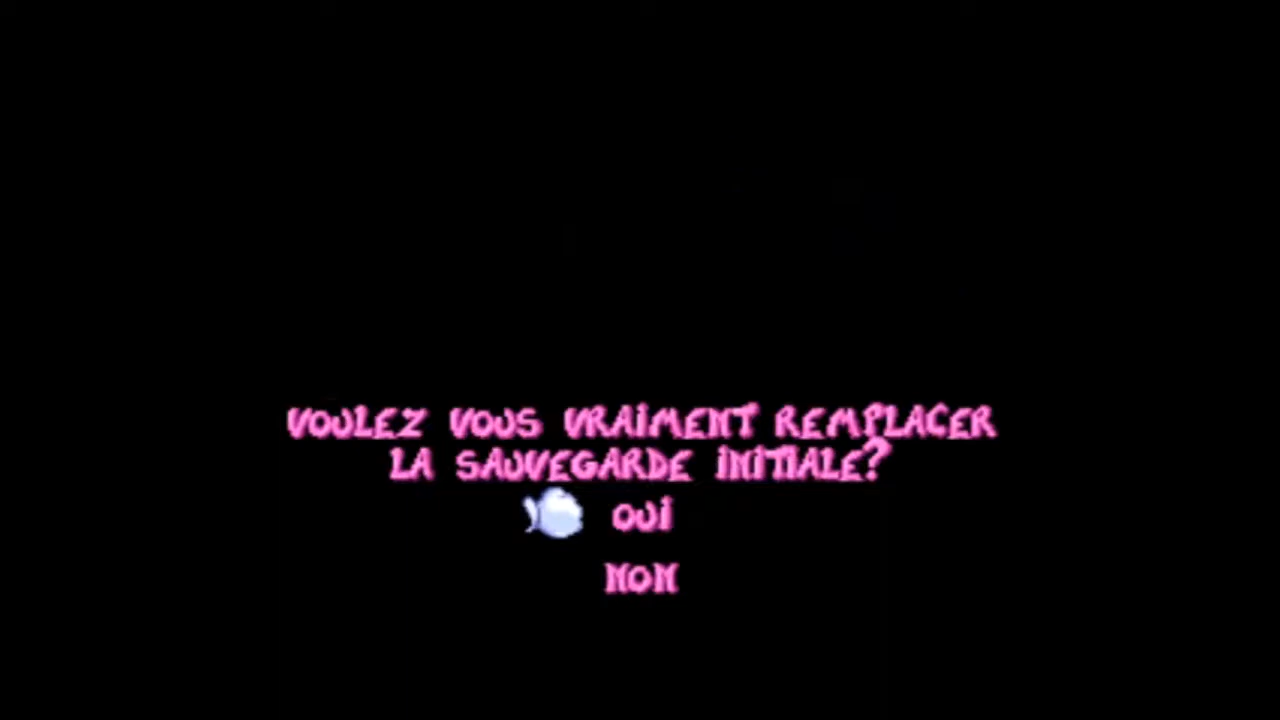 VOULEZ VOUS VRAIMENT REMPLACER
LA SAUVEGARDE INITIALE?
OUI
NON